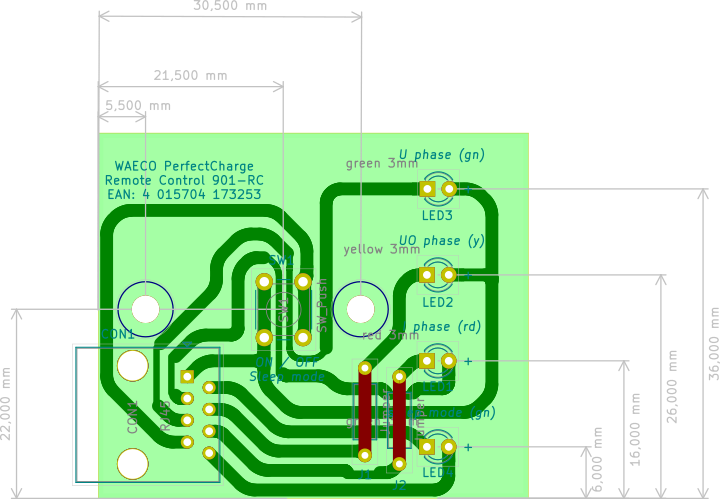 30,500 mm
21,500 mm
5,500 mm
U phase (gn)
green 3mm
WAECO PerfectCharge
Remote Control 901-RC
EAN: 4 015704 173253
LED3
UO phase (y)
yellow 3mm
SW1
LED2
SW1
SW_Push
CON1
red 3mm
phase (rd)
ON
OFF
Sleep mode
LED1
CON1
RJ45
mode (gn)
LED4
J1
J2
22,000 mm
6,000 mm
16,000 mm
26,000 mm
36,000 mm